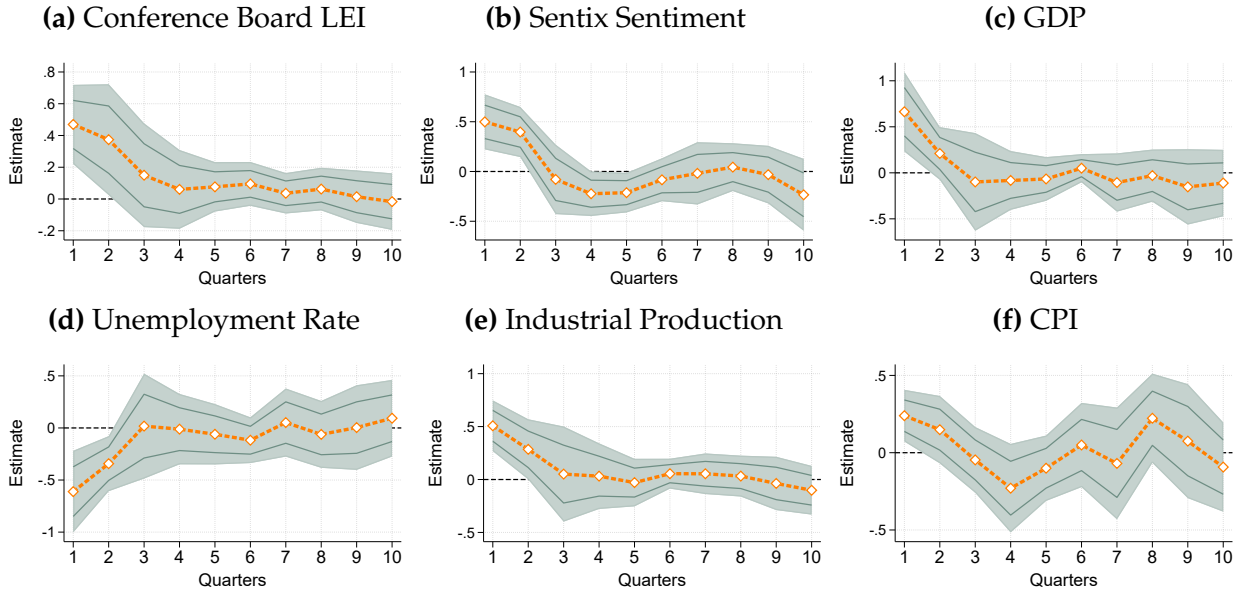 (a) Conference Board LEI
.8
.6
.4
.2
0
-.2
Estimate
1 2 3 4 5 6 7 8 9 10
Quarters
(b) Sentix Sentiment
1
.5
0
-.5
Estimate
1 2 3 4 5 6 7 8 9 10
Quarters
(c) GDP
1
.5
0
-.5
Estimate
1 2 3 4 5 6 7 8 9 10
Quarters
(d) Unemployment Rate
.5
0
-.5
-1
Estimate
1 2 3 4 5 6 7 8 9 10
Quarters
(e) Industrial Production
1
.5
0
-.5
Estimate
1 2 3 4 5 6 7 8 9 10
Quarters
(f) CPI
.5
0
-.5
Estimate
1 2 3 4 5 6 7 8 9 10
Quarters